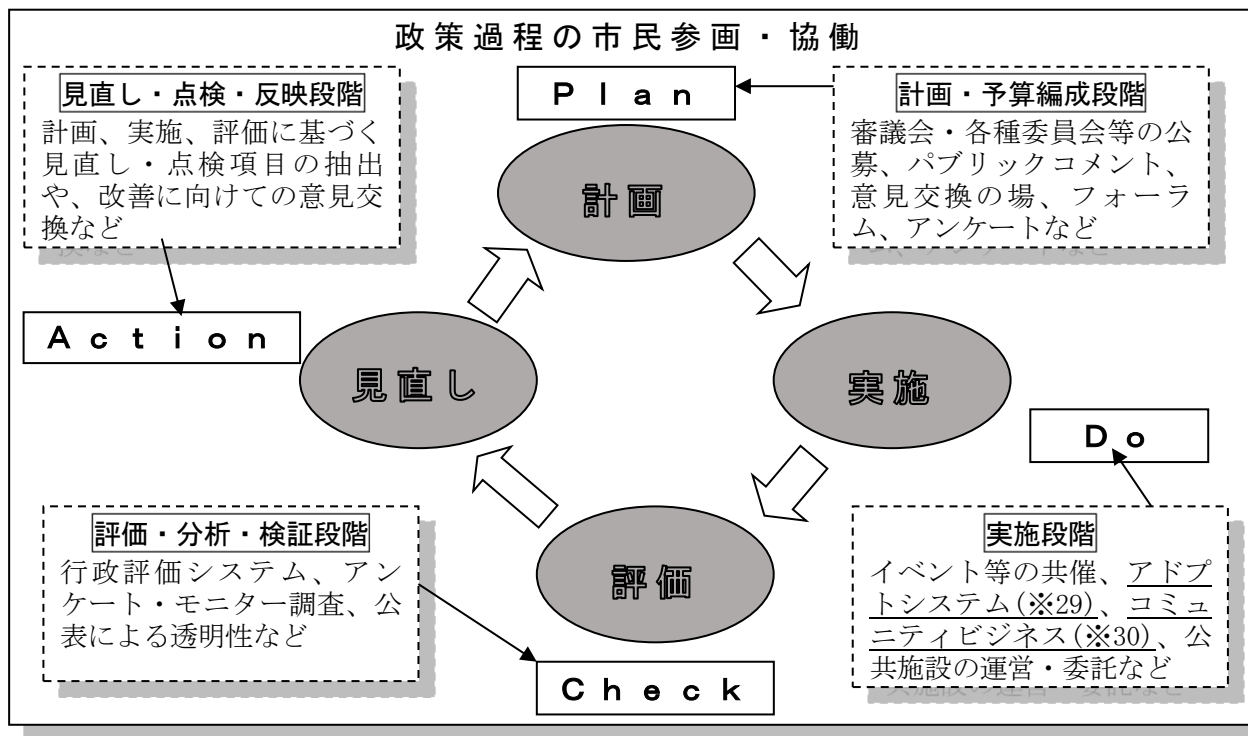 政策過程の市民参画・協働
見直し・点検・反映段階
計画、実施、評価に基づく
見直し・点検項目の抽出
や、改善に向けての意見交
換など
Ｐｌａｎ
計画・予算編成段階
審議会・各種委員会等の公
募、パブリックコメント、
意見交換の場、フォーラ
ム、アンケートなど
計画
Ａｃｔｉｏｎ
見直し
実施
Ｄｏ
評価・分析・検証段階
行政評価システム、アン
ケート・モニター調査、公
表による透明性など
評価
Ｃｈｅｃｋ
実施段階
イベント等の共催、アドプ
トシステム(※29)、コミュ
ニティビジネス(※30)、公
共施設の運営・委託など